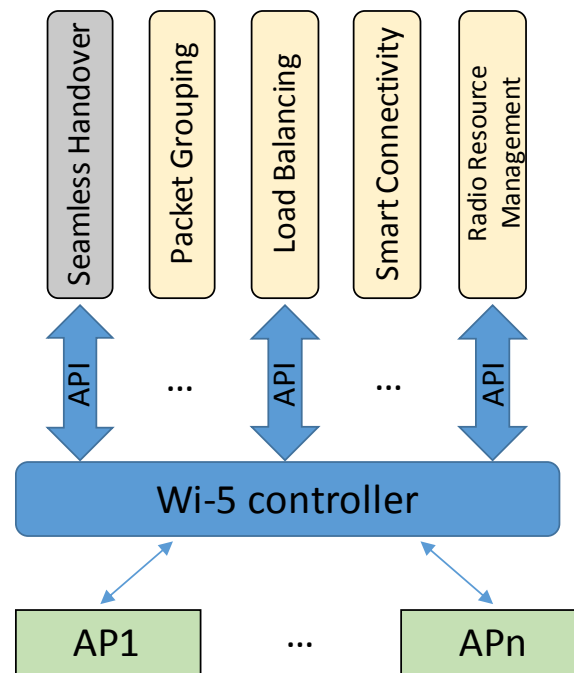 Seamless Handover
Packet Grouping
Load Balancing
Smart Connectivity
Radio Resource
Management
API
...
API
...
API
Wi-5 controller
AP1
...
APn